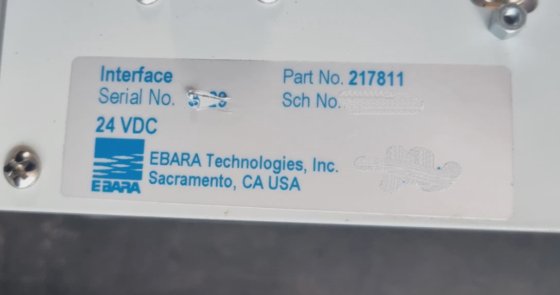 Interface
Part No. 217811
Serial No.
Sch No.
24 VDC
EBARA
EBARA Technologies, Inc.
Sacramento, CA USA